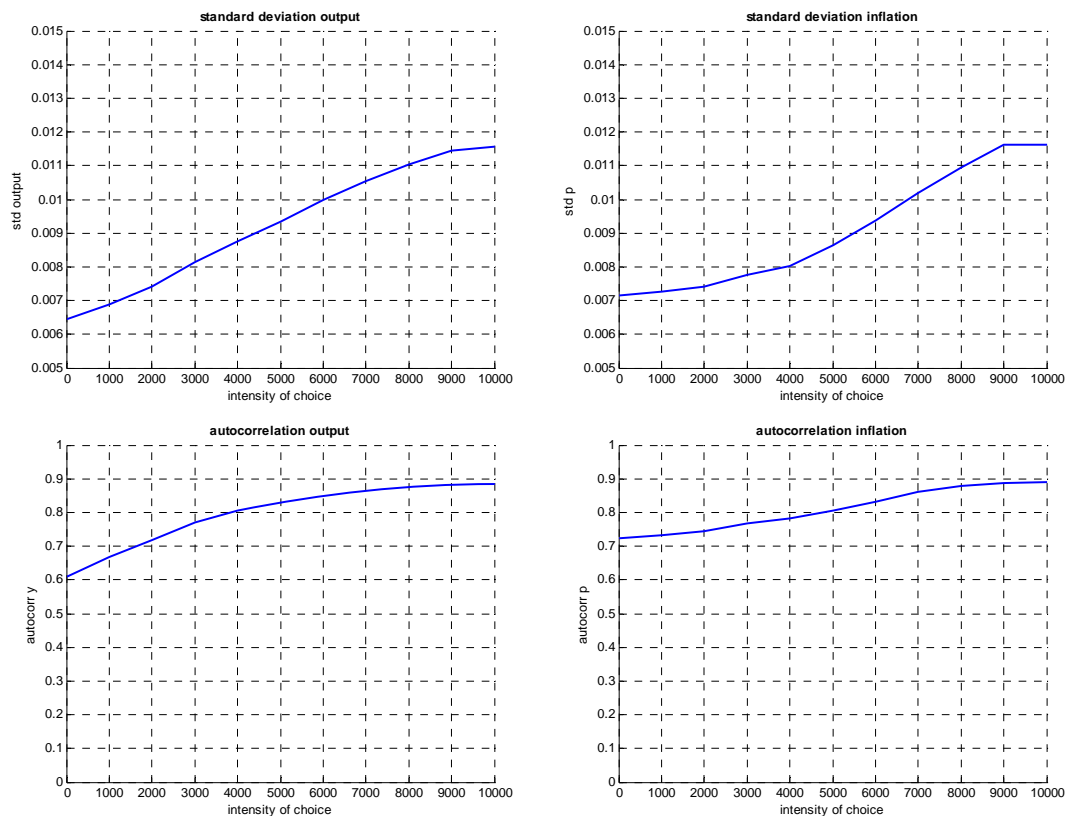 standard deviation output
0.015
0.014
0.013
0.012
0.011
0.01
0.009
0.008
0.007
0.006
0.005
std output
0 1000 2000 3000 4000 5000 6000 7000 8000 9000 10000
intensity of choice
standard deviation inflation
0.015
0.014
0.013
0.012
0.011
0.01
0.009
0.008
0.007
0.006
0.005
std p
0 1000 2000 3000 4000 5000 6000 7000 8000 9000 10000
intensity of choice
autocorrelation output
1
0.9
0.8
0.7
0.6
0.5
0.4
0.3
0.2
0.1
0
autocorr y
0 1000 2000 3000 4000 5000 6000 7000 8000 9000 10000
intensity of choice
autocorrelation inflation
1
0.9
0.8
0.7
0.6
0.5
0.4
0.3
0.2
0.1
0
autocorr p
0 1000 2000 3000 4000 5000 6000 7000 8000 9000 10000
intensity of choice